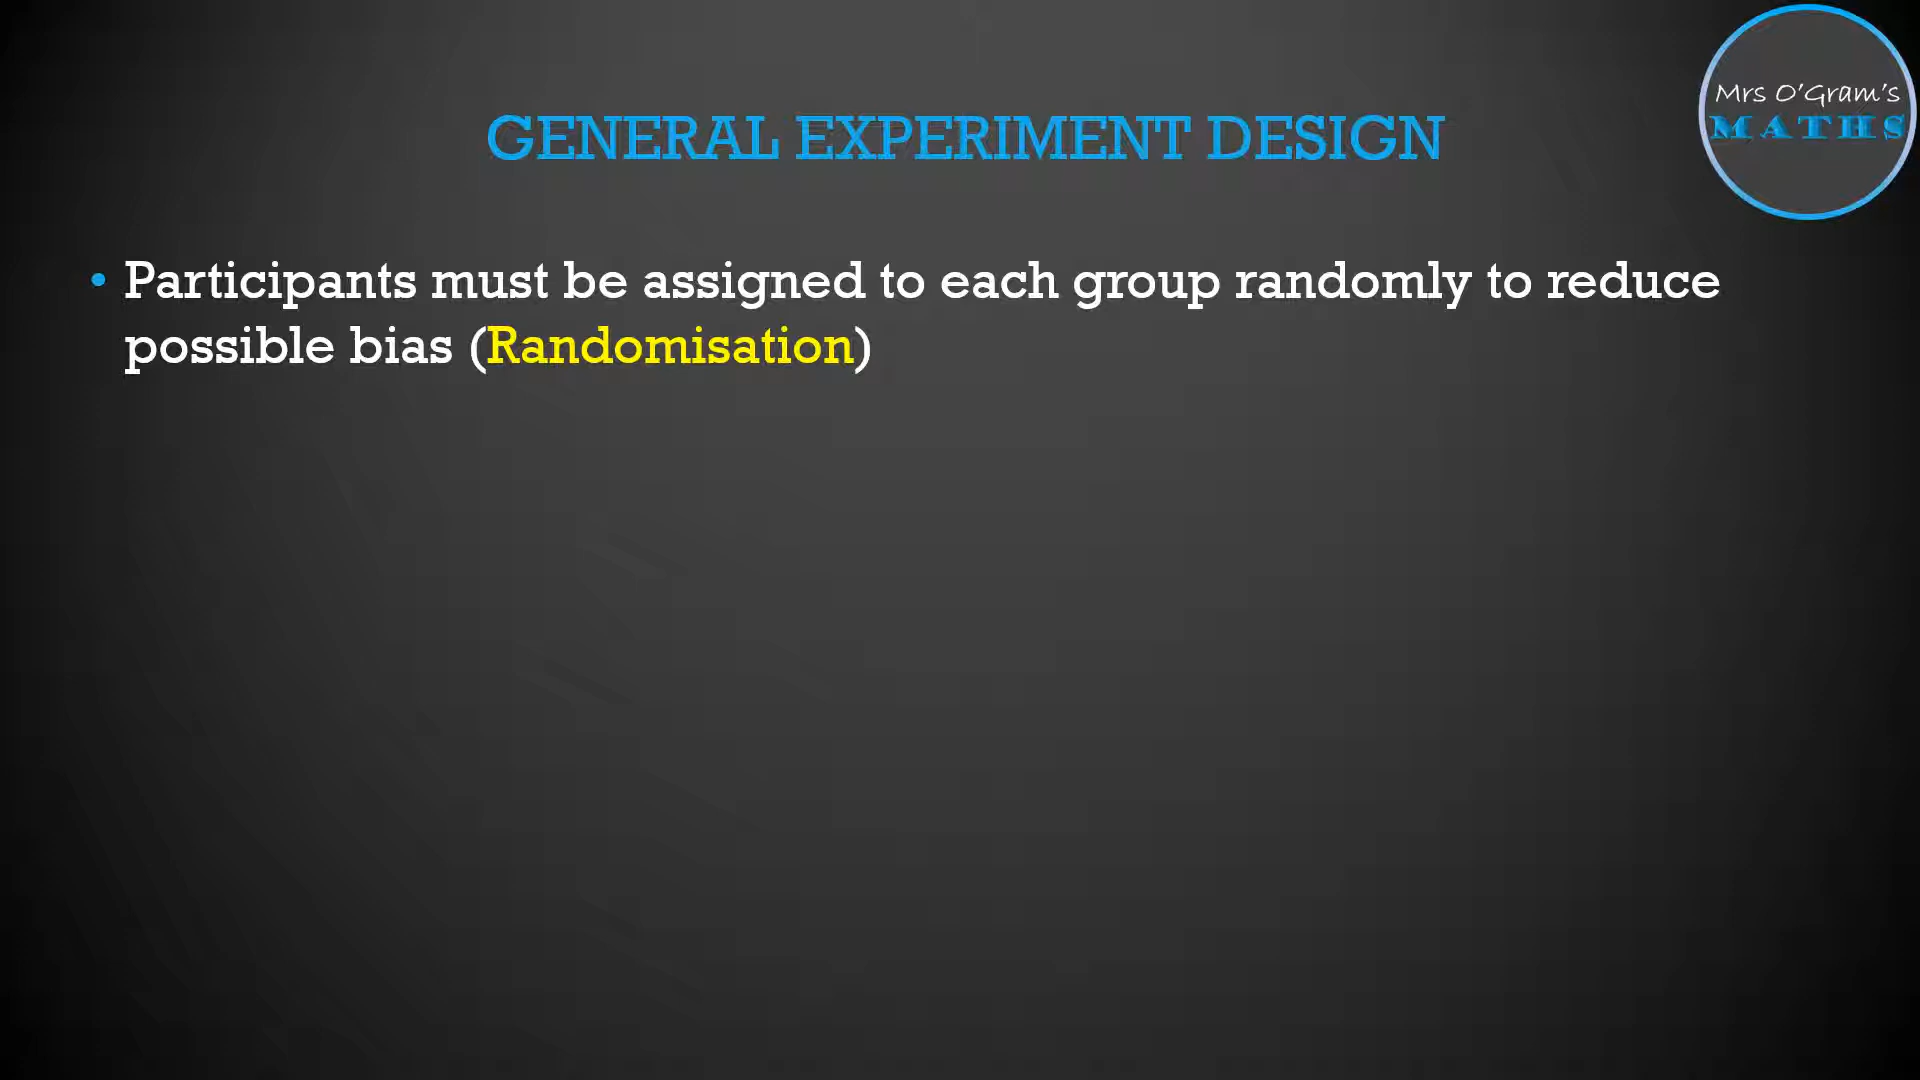 Mrs O'Gram's
MATHS
GENERAL EXPERIMENT DESIGN
• Participants must be assigned to each group randomly to reduce
possible bias (Randomisation)